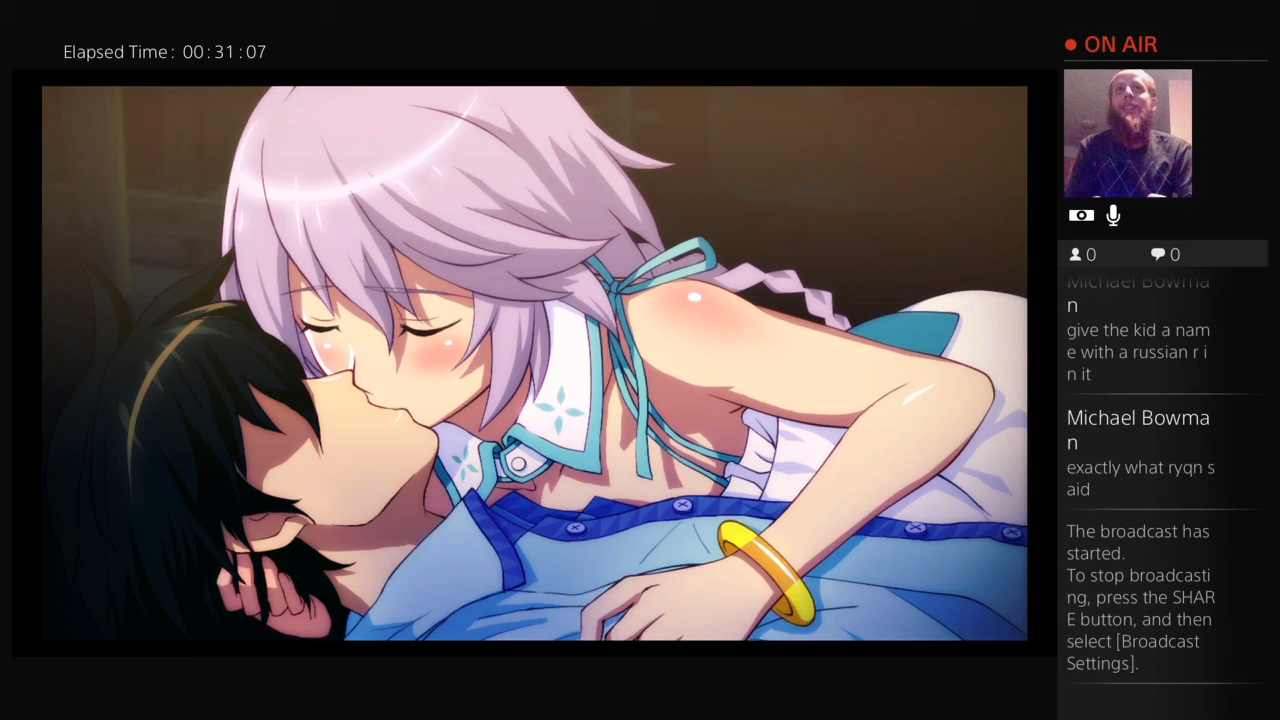 Elapsed Time: 00:31:07
ON AIR
0 0
Michael Bowma
n
give the kid a nam
e with a russian r i
n it
Michael Bowma
n
exactly what ryqn s
aid
The broadcast has
started.
To stop broadcasti
ng, press the SHAR
E button, and then
select [Broadcast
Settings].